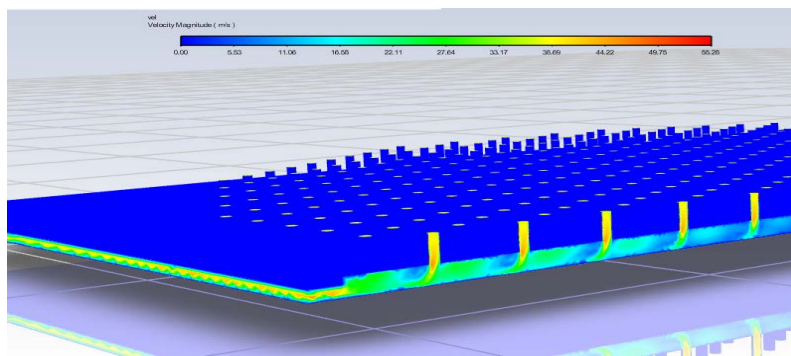 vel
Velocity Magnitude ( m/s )
0.00 5.53 11.06 16.58 22.11 27.64 33.17 38.69 44.22 49.75 55.28